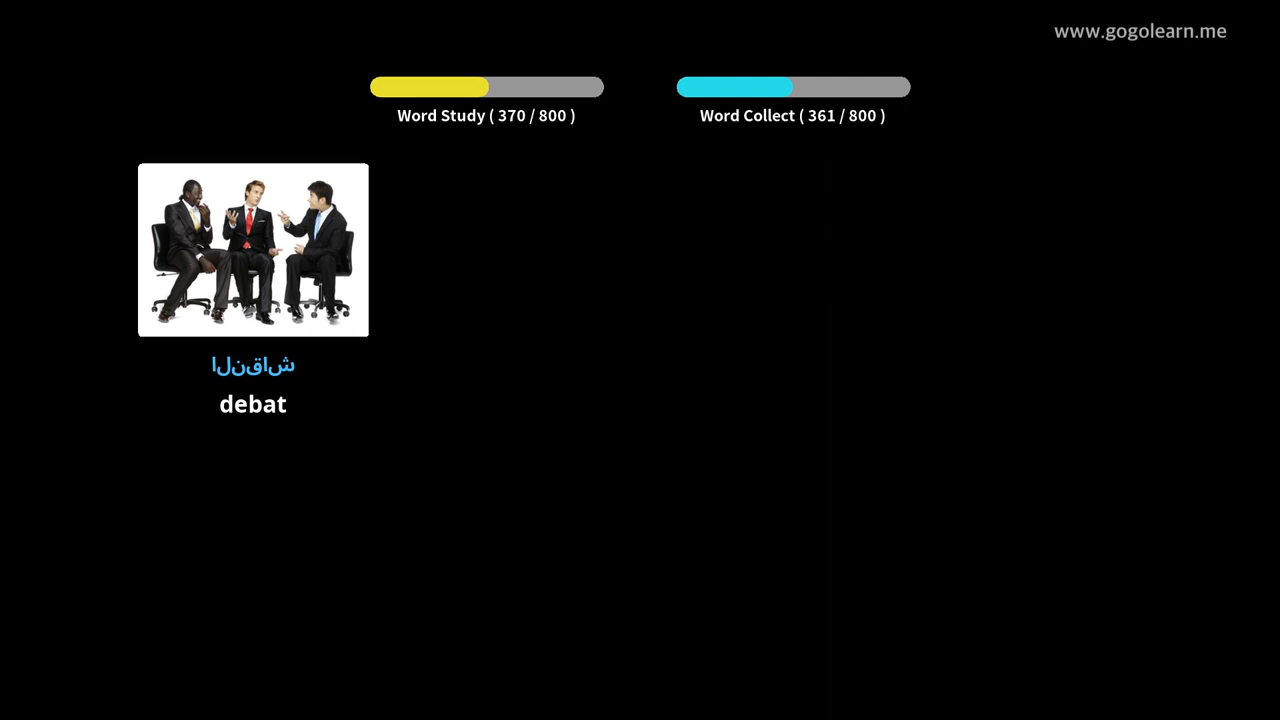 www.gogolearn.me
Word Study ( 370 / 800 )
Word Collect ( 361 / 800 )
النقاش
debat